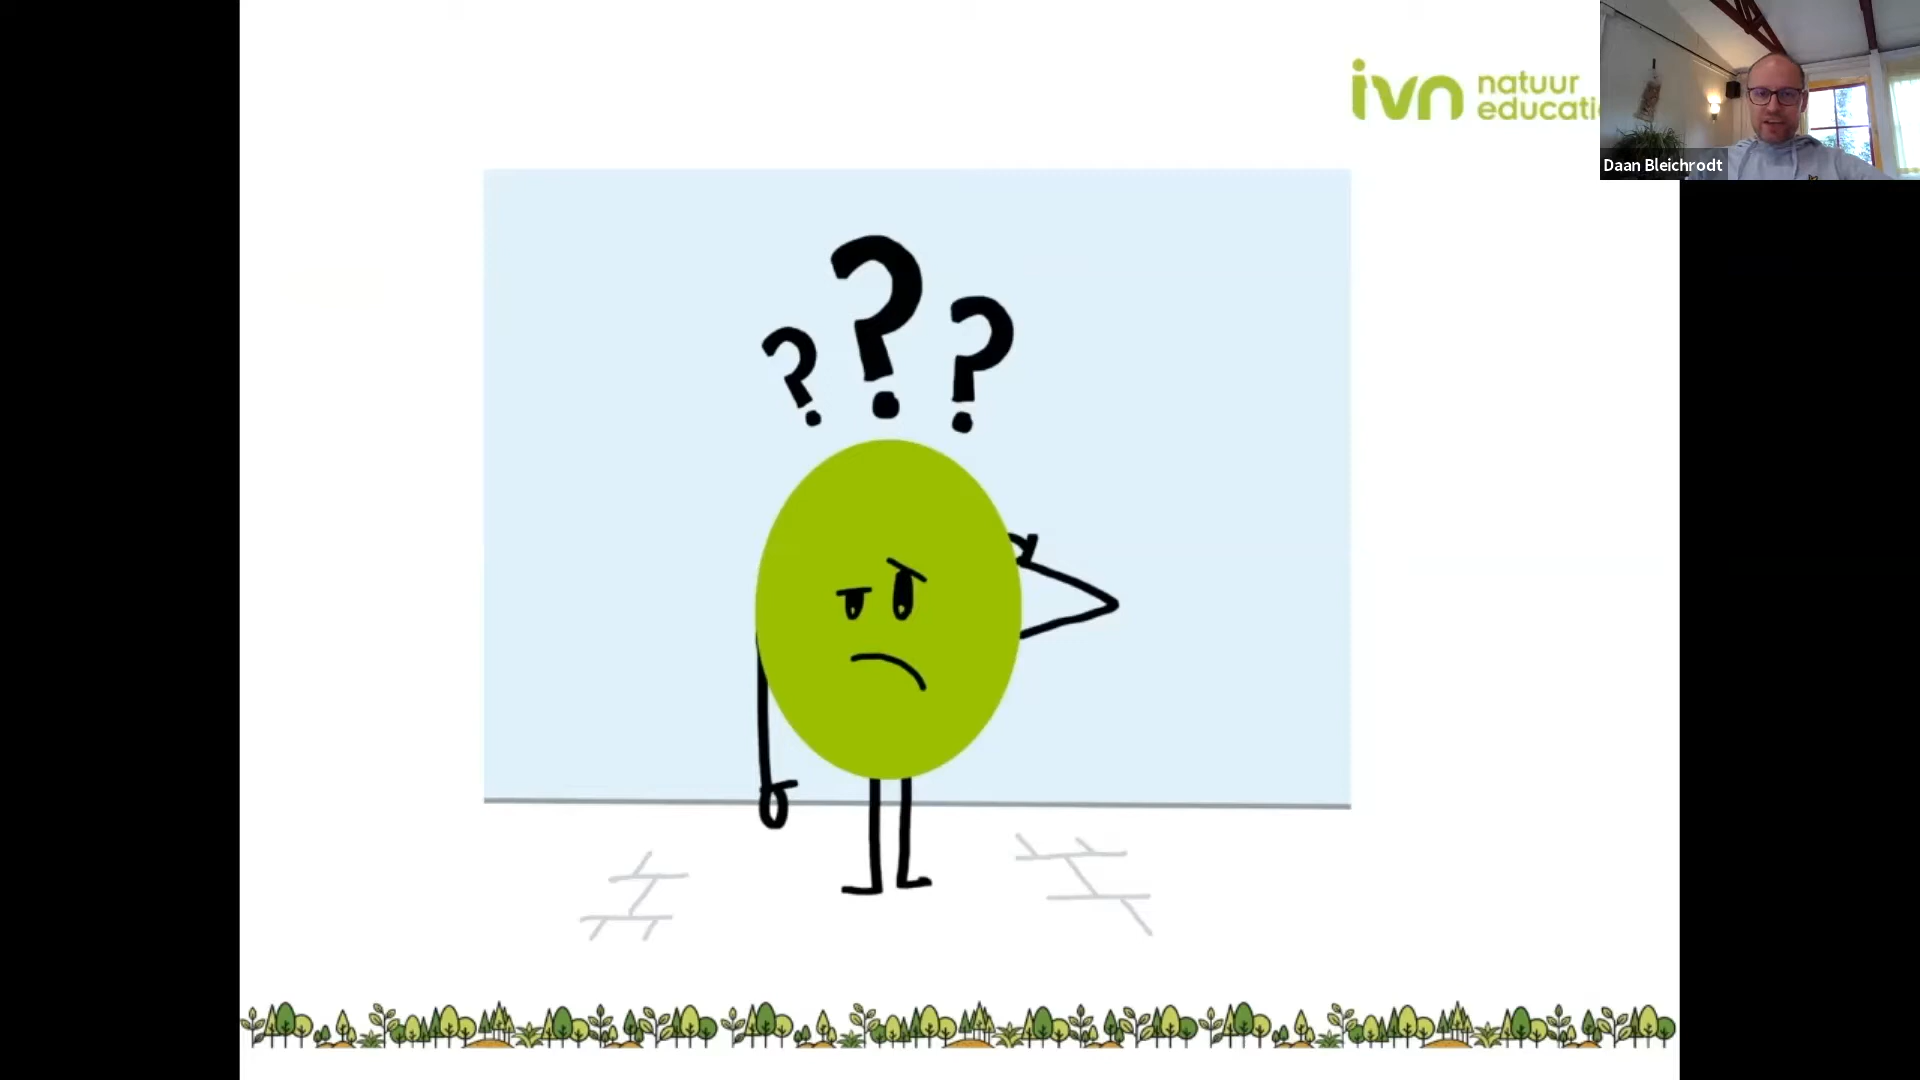 ivn natuur
educati
Daan Bleichrodt
? ? ?